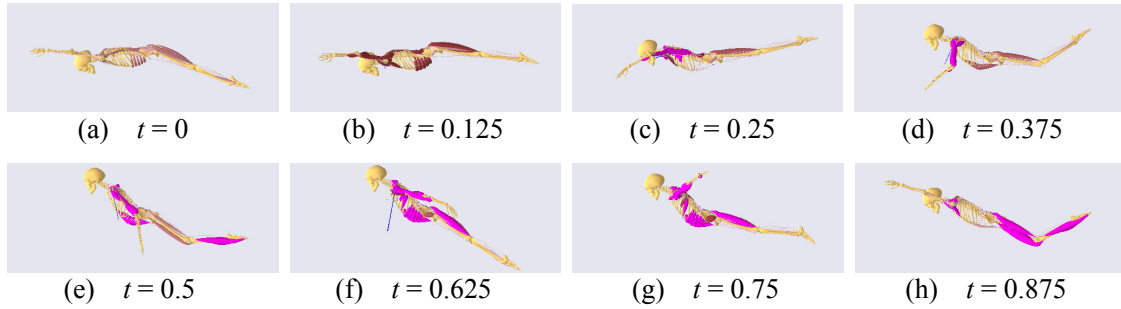 (a) t = 0
(b) t = 0.125
(c) t = 0.25
(d) t = 0.375
(e) t = 0.5
(f) t = 0.625
(g) t = 0.75
(h) t = 0.875